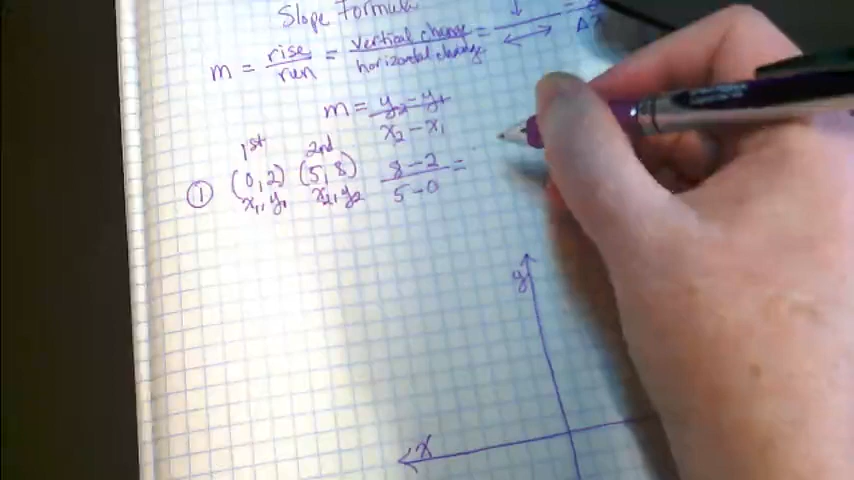 Slope Formula
m = rise/run = vertical change/horizontal change = ↓/↔ =
m = y₂ - y₁/x₂ - x₁
1st 2nd
① (0,2) (5,8) 8-2/5-0 =
x₁, y₁ x₂, y₂
y
x